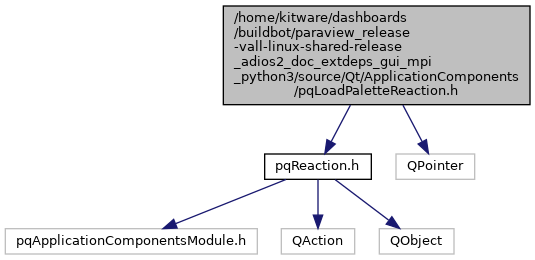 /home/kitware/dashboards
/buildbot/paraview_release
-vall-linux-shared-release
_adios2_doc_extdeps_gui_mpi
_python3/source/Qt/ApplicationComponents
/pqLoadPaletteReaction.h
pqReaction.h
QPointer
pqApplicationComponentsModule.h
QAction
QObject